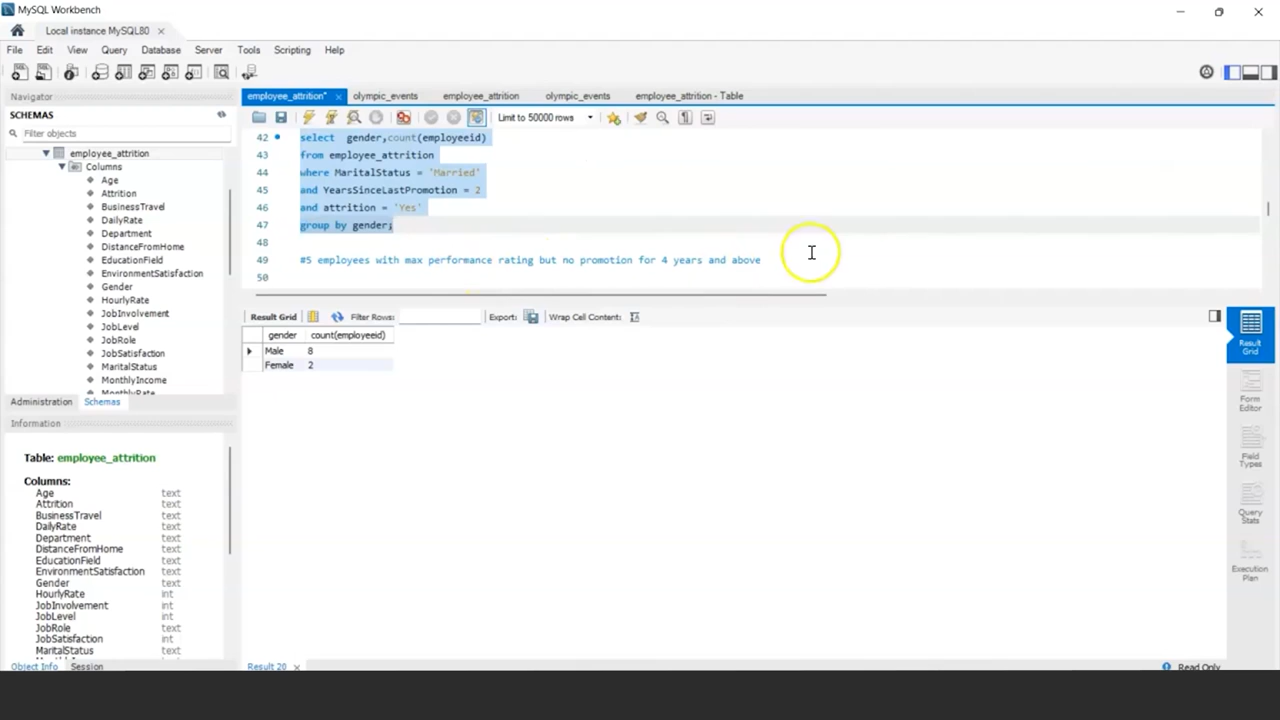 MySQL Workbench
Local instance MySQL80
File Edit View Query Database Server Tools Scripting Help
Navigator
SCHEMAS
Filter objects
employee_attrition
Columns
Age
Attrition
BusinessTravel
DailyRate
Department
DistanceFromHome
EducationField
EnvironmentSatisfaction
Gender
HourlyRate
JobInvolvement
JobLevel
JobRole
JobSatisfaction
MaritalStatus
MonthlyIncome
MonthlyRate
Administration Schemas
Information
Table: employee_attrition
Columns:
Age text
Attrition text
BusinessTravel text
DailyRate text
Department text
DistanceFromHome text
EducationField text
EnvironmentSatisfaction text
Gender text
HourlyRate int
JobInvolvement int
JobLevel int
JobRole text
JobSatisfaction int
MaritalStatus text
Object Info Session
employee_attrition* olympic_events employee_attrition olympic_events employee_attrition - Table
Limit to 50000 rows
42 select gender,count(employeeid)
43 from employee_attrition
44 where MaritalStatus = 'Married'
45 and YearsSinceLastPromotion = 2
46 and attrition = 'Yes'
47 group by gender;
48
49 #5 employees with max performance rating but no promotion for 4 years and above
50
Result Grid Filter Rows: Export: Wrap Cell Content:
gender count(employeeid)
Male 8
Female 2
Result Grid
Form Editor
Field Types
Query Stats
Execution Plan
Result 20
Read Only